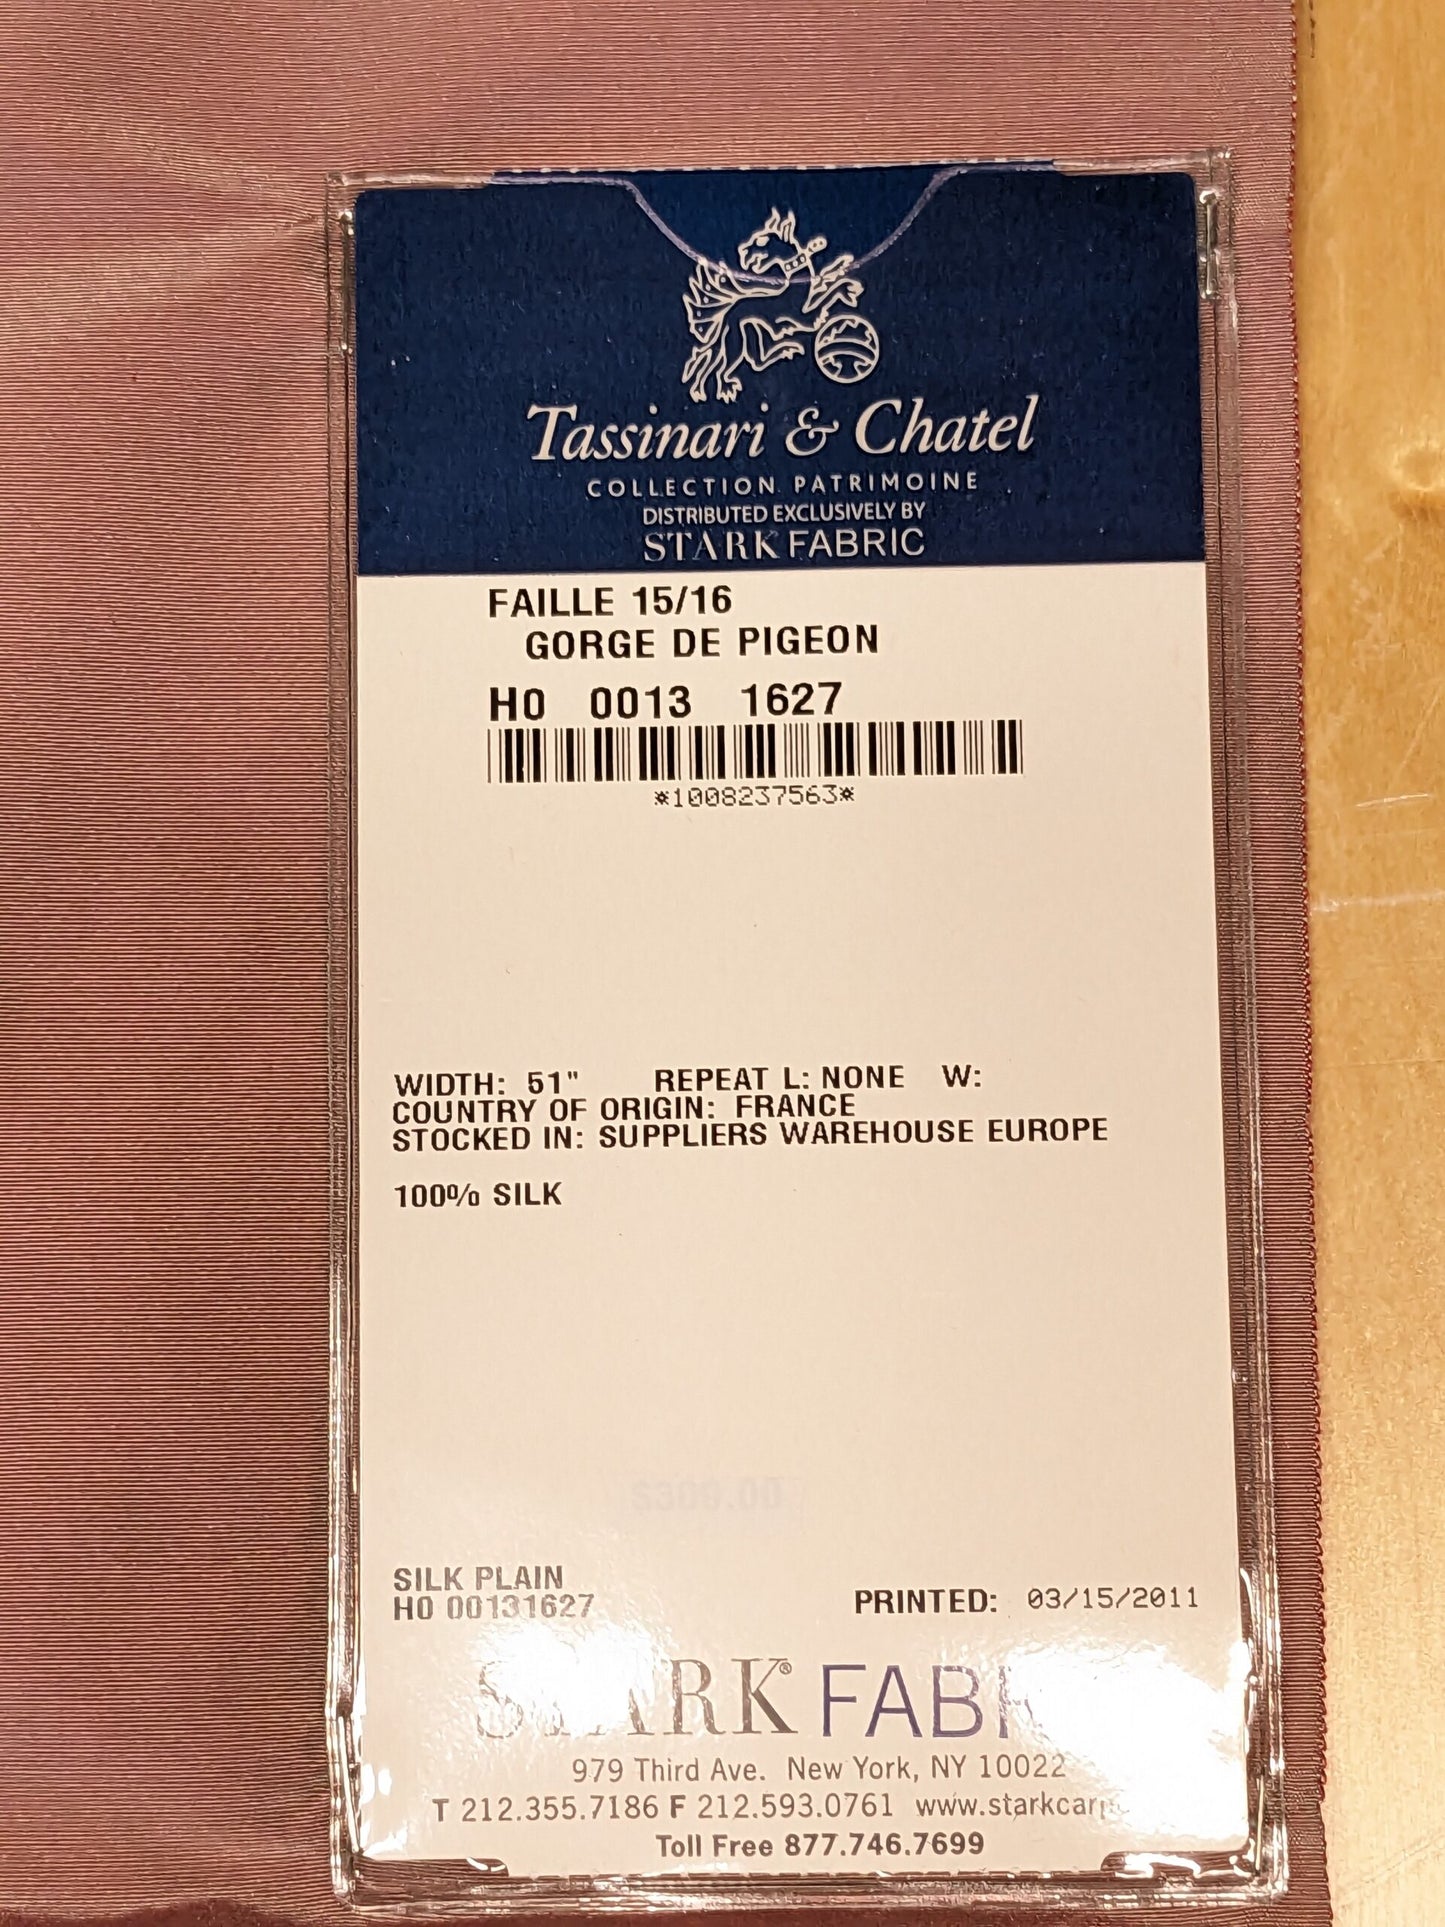 Tassinari & Chatel
COLLECTION PATRIMOINE
DISTRIBUTED EXCLUSIVELY BY
STARK FABRIC
FAILLE 15/16
GORGE DE PIGEON
H0 0013 1627
*1008237563*
WIDTH: 51" REPEAT L: NONE W:
COUNTRY OF ORIGIN: FRANCE
STOCKED IN: SUPPLIERS WAREHOUSE EUROPE
100% SILK
SILK PLAIN
H0 00131627
PRINTED: 03/15/2011
STARK®
979 Third Ave. New York, NY 10022
T 212.355.7186 F 212.593.0761
Toll Free 877.746.7699